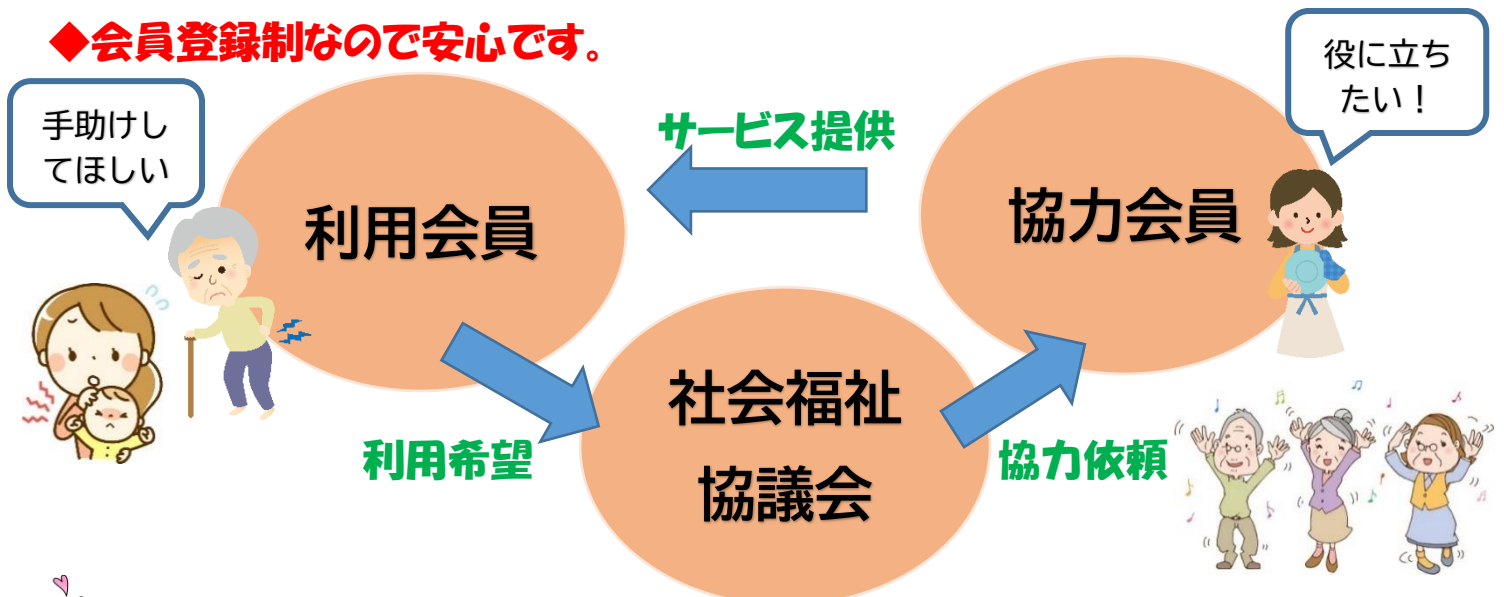 ◆会員登録制なので安心です。
手助けし
てほしい
利用会員
サービス提供
協力会員
役に立ち
たい！
利用希望
社会福祉
協議会
協力依頼